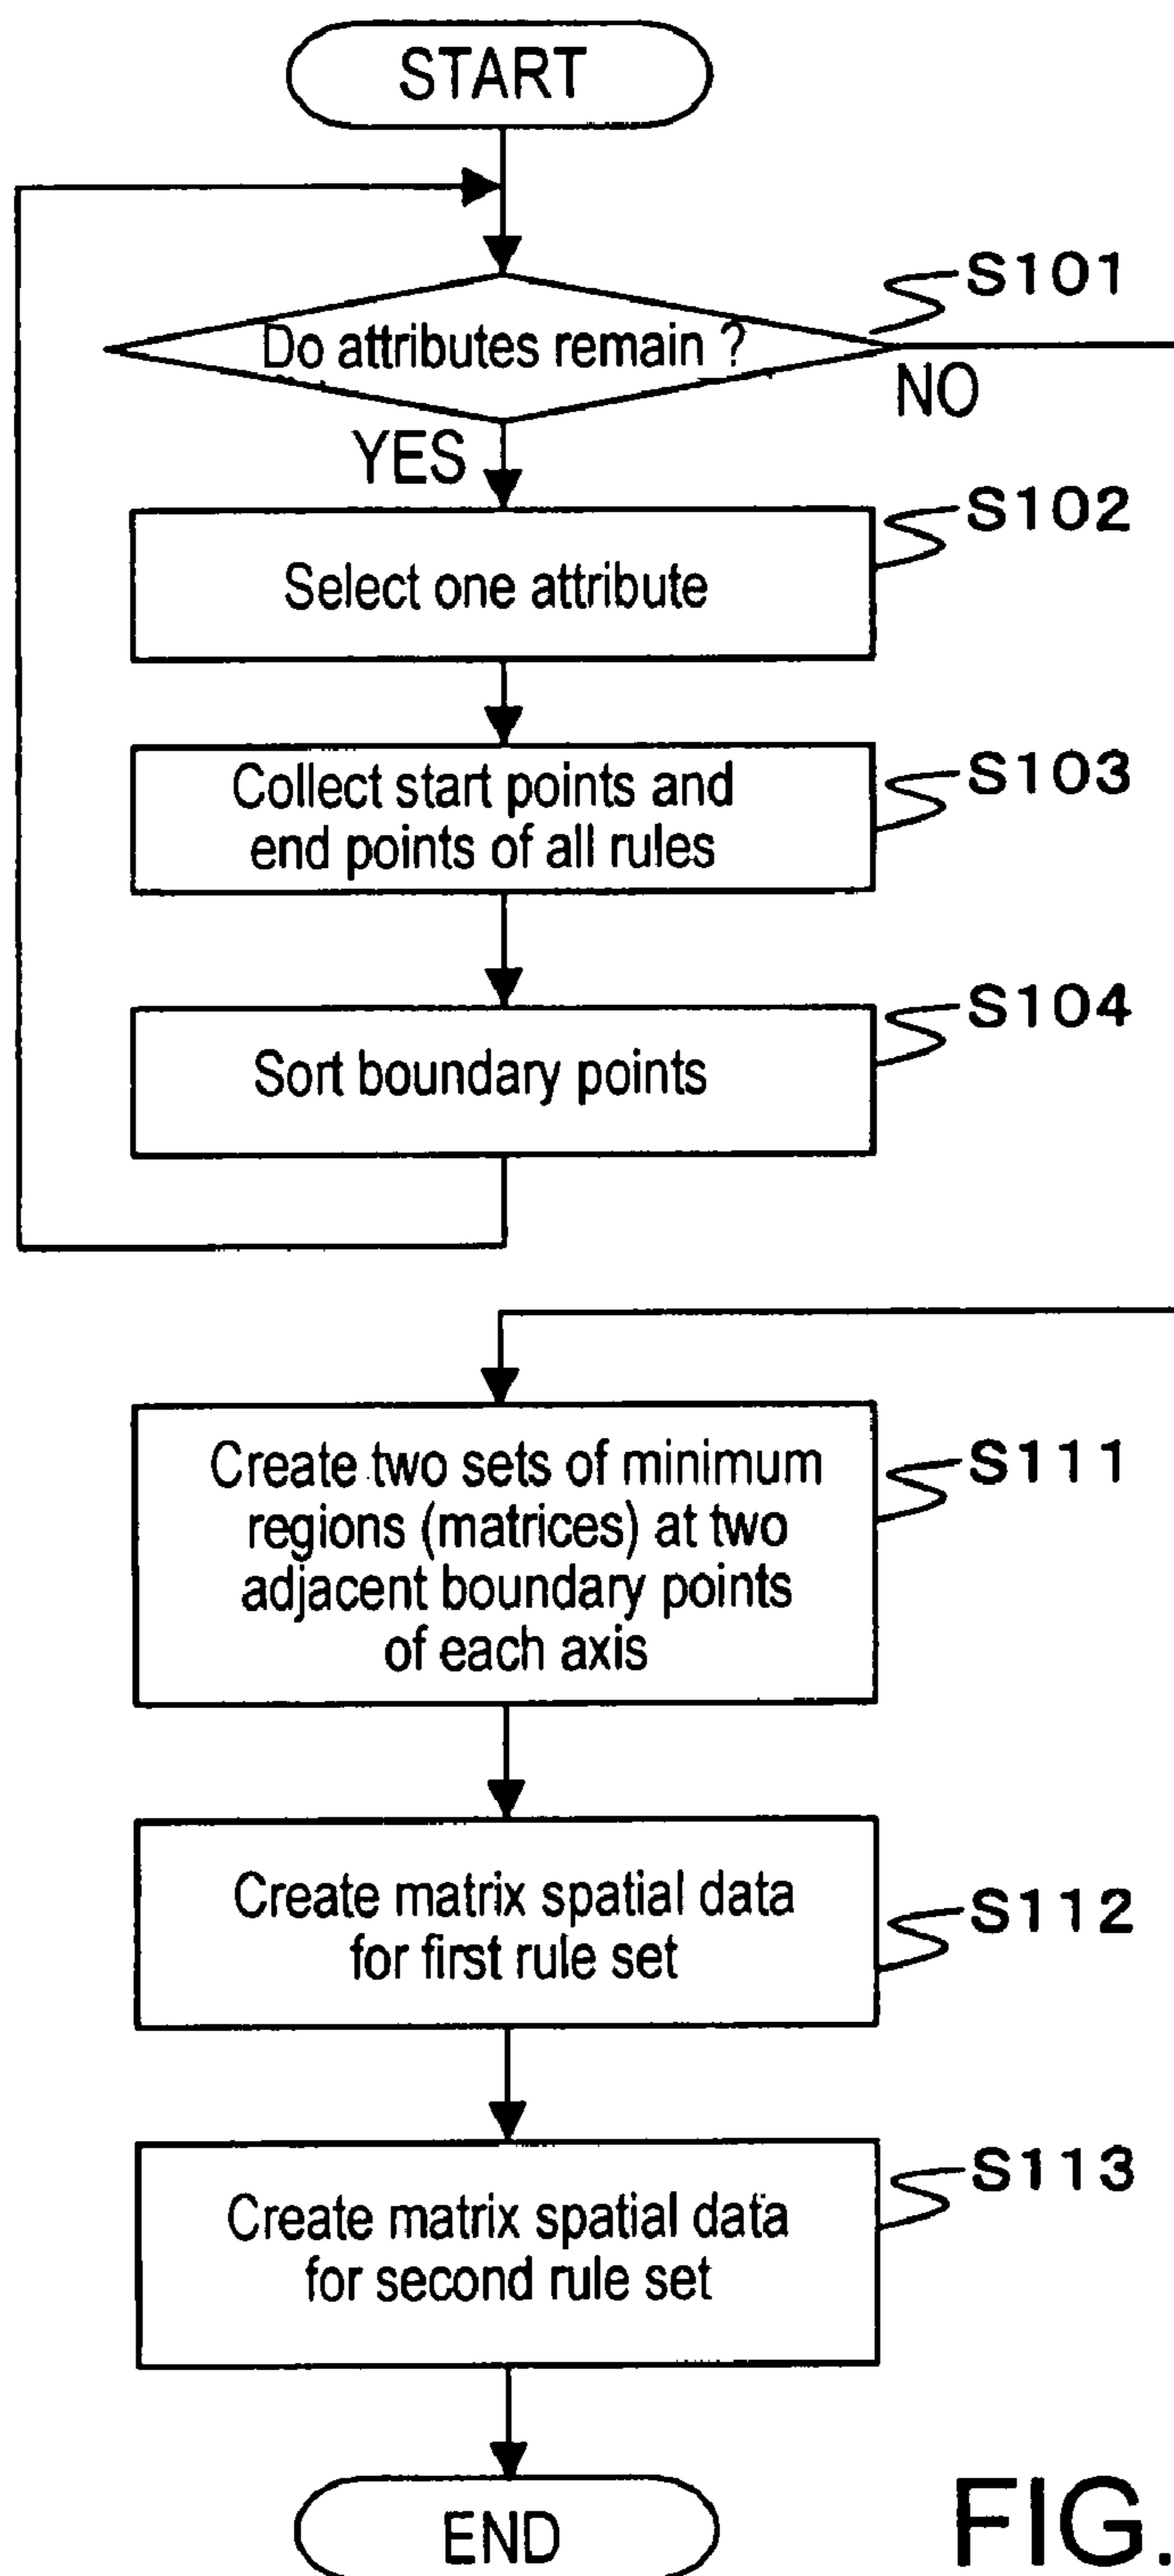 START
Do attributes remain ?
S101
NO
YES
S102
Select one attribute
S103
Collect start points and
end points of all rules
S104
Sort boundary points
S111
Create two sets of minimum
regions (matrices) at two
adjacent boundary points
of each axis
S112
Create matrix spatial data
for first rule set
S113
Create matrix spatial data
for second rule set
END
FIG.